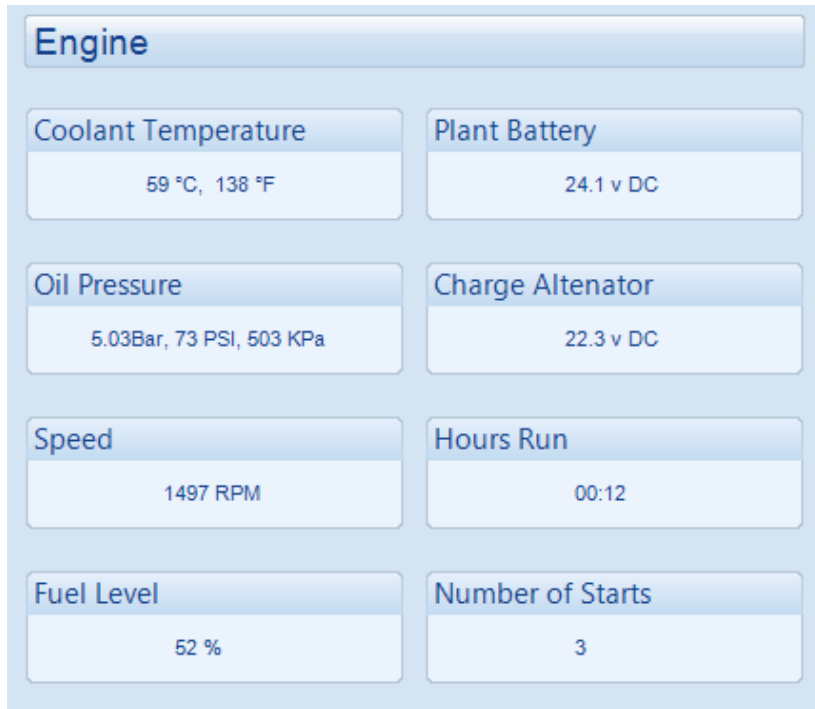 Engine
Coolant Temperature
59 °C,  138 °F
Plant Battery
24.1 v DC
Oil Pressure
5.03Bar, 73 PSI, 503 KPa
Charge Altenator
22.3 v DC
Speed
1497 RPM
Hours Run
00:12
Fuel Level
52 %
Number of Starts
3